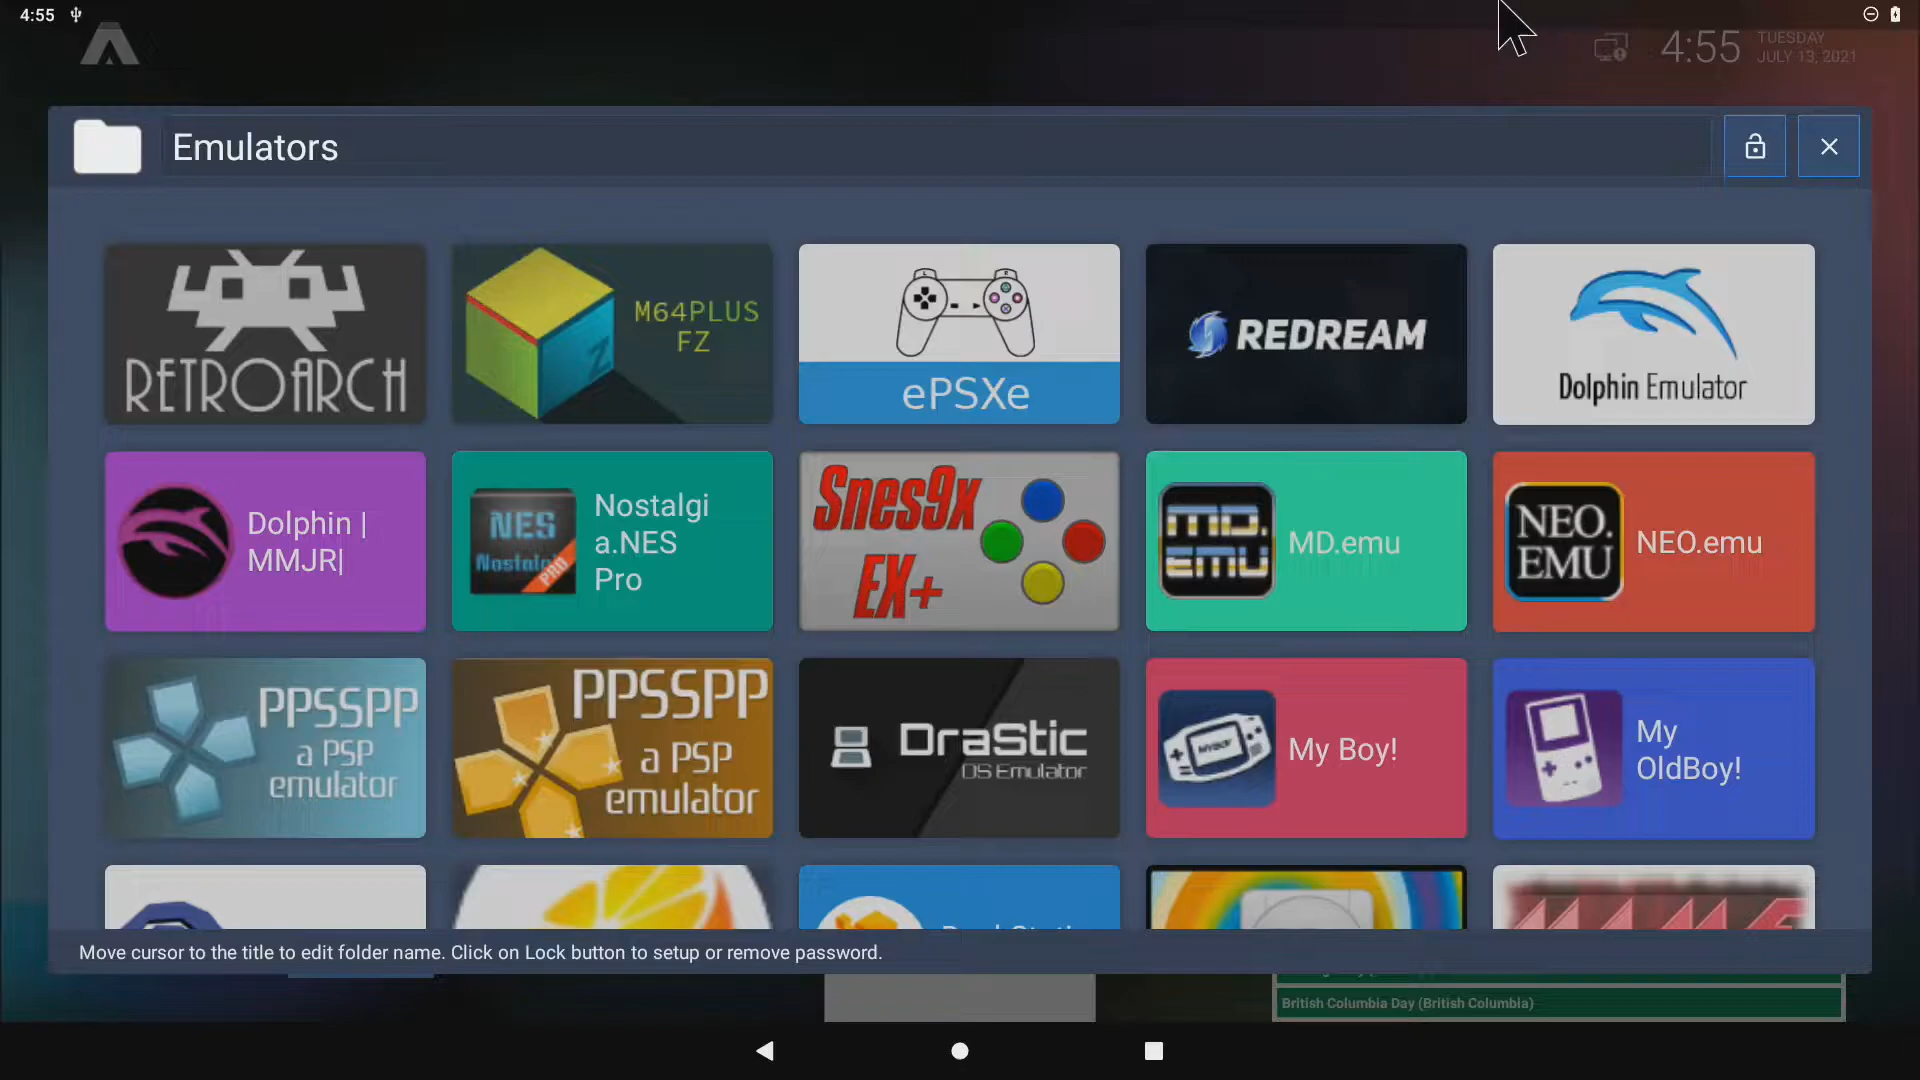 4:55
4:55
TUESDAY
JULY 13, 2021
Emulators
RETROARCH
M64PLUS
FZ
ePSXe
REDREAM
Dolphin Emulator
Dolphin |
MMJR|
NES
Nostalgia
PRO
Nostalgi
a.NES
Pro
Snes9x
EX+
MD.
EMU
MD.emu
NEO.
EMU
NEO.emu
PPSSPP
a PSP
emulator
PPSSPP
a PSP
emulator
DraStic
DS Emulator
MYBOY
My Boy!
My
OldBoy!
Move cursor to the title to edit folder name. Click on Lock button to setup or remove password.
British Columbia Day (British Columbia)